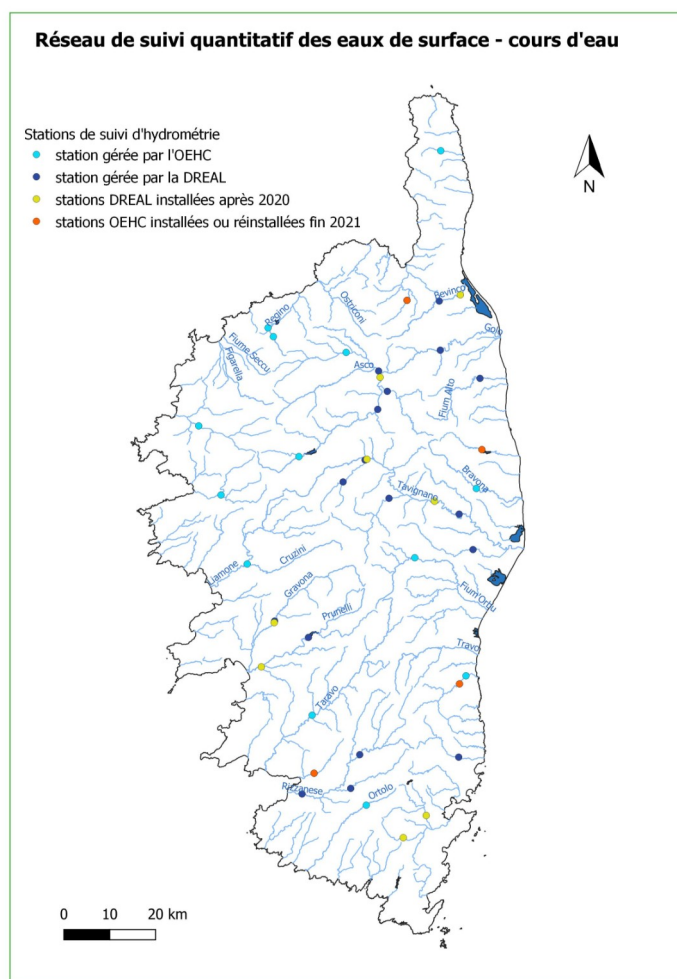 Réseau de suivi quantitatif des eaux de surface - cours d'eau
Stations de suivi d'hydrométrie
station gérée par l'OEHC
station gérée par la DREAL
stations DREAL installées après 2020
stations OEHC installées ou réinstallées fin 2021
N
Bevinco
Ostriconi
Regino
Golo
Fiume Seccu
Figarella
Asco
Fium Alto
Bravona
Tavignano
Cruzini
Liamone
Gravona
Fium'Orbu
Prunelli
Travo
Taravo
Rizzanese
Ortolo
0 10 20 km